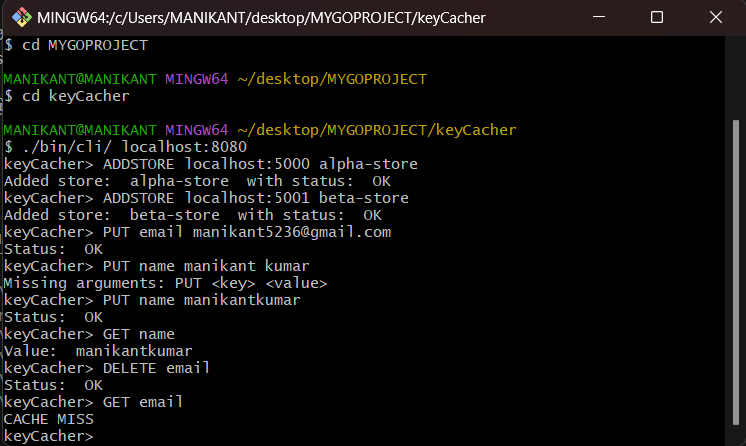 MINGW64:/c/Users/MANIKANT/desktop/MYGOPROJECT/keyCacher
$ cd MYGOPROJECT
MANIKANT@MANIKANT MINGW64 ~/desktop/MYGOPROJECT
$ cd keyCacher
MANIKANT@MANIKANT MINGW64 ~/desktop/MYGOPROJECT/keyCacher
$ ./bin/cli/ localhost:8080
keyCacher> ADDSTORE localhost:5000 alpha-store
Added store:  alpha-store  with status:  OK
keyCacher> ADDSTORE localhost:5001 beta-store
Added store:  beta-store  with status:  OK
keyCacher> PUT email manikant5236@gmail.com
Status:  OK
keyCacher> PUT name manikant kumar
Missing arguments: PUT <key> <value>
keyCacher> PUT name manikantkumar
Status:  OK
keyCacher> GET name
Value:  manikantkumar
keyCacher> DELETE email
Status:  OK
keyCacher> GET email
CACHE MISS
keyCacher>